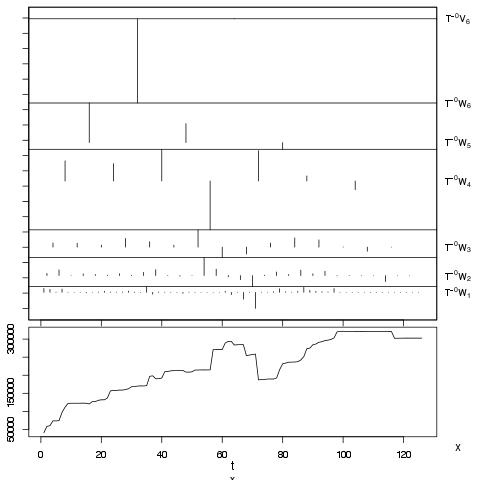 T⁻⁰V₆
T⁻⁰W₆
T⁻⁰W₅
T⁻⁰W₄
T⁻⁰W₃
T⁻⁰W₂
T⁻⁰W₁
300000
150000
50000
0 20 40 60 80 100 120
X
t
x